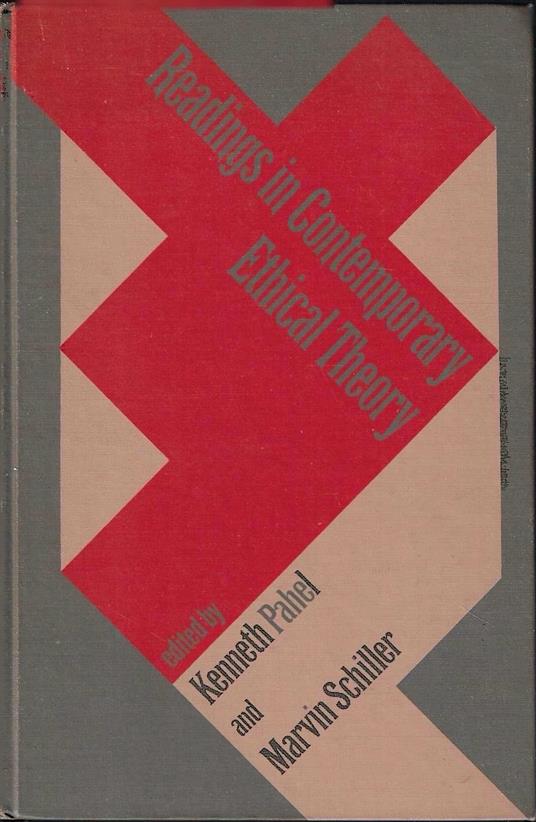 Readings in Contemporary
Ethical Theory
edited by
Kenneth Pahel
and
Marvin Schiller